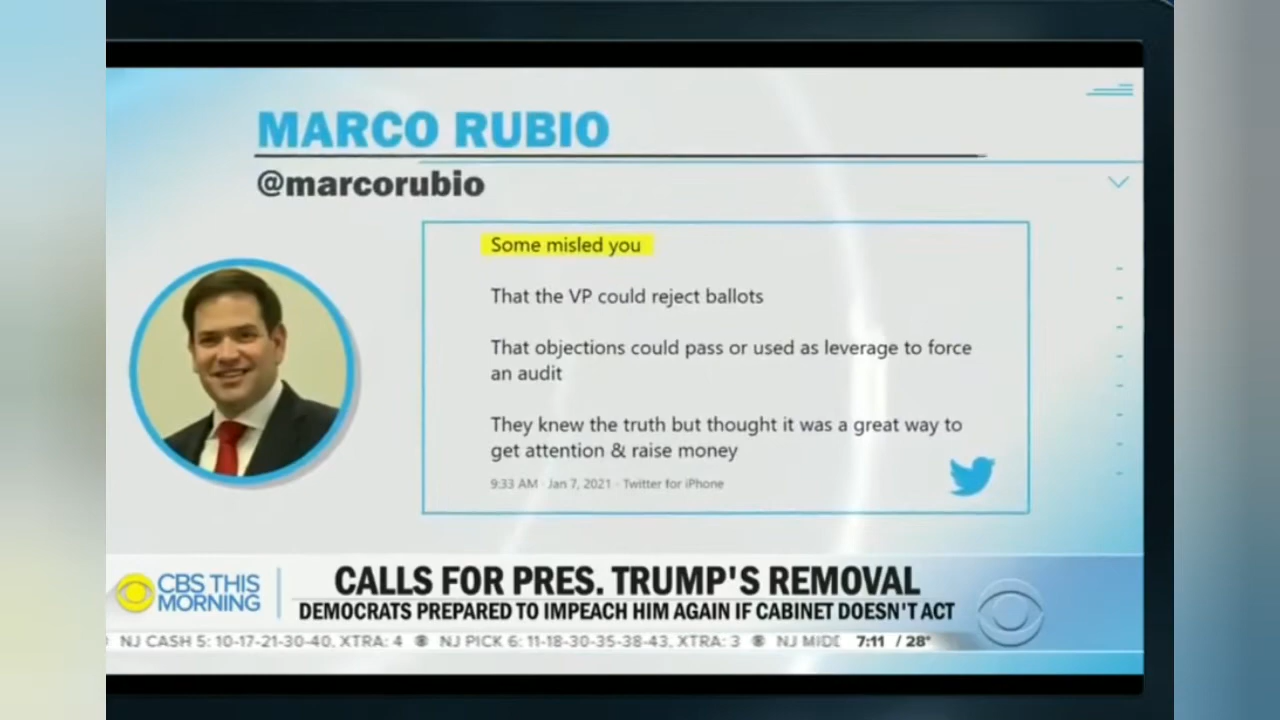 MARCO RUBIO
@marcorubio
Some misled you
That the VP could reject ballots
That objections could pass or used as leverage to force
an audit
They knew the truth but thought it was a great way to
get attention & raise money
9:33 AM · Jan 7, 2021 · Twitter for iPhone
CBS THIS
MORNING
CALLS FOR PRES. TRUMP'S REMOVAL
DEMOCRATS PREPARED TO IMPEACH HIM AGAIN IF CABINET DOESN'T ACT
NJ CASH 5: 10-17-21-30-40, XTRA: 4 NJ PICK 6: 11-18-30-35-38-43, XTRA: 3 NJ MIDD 7:11 / 28°